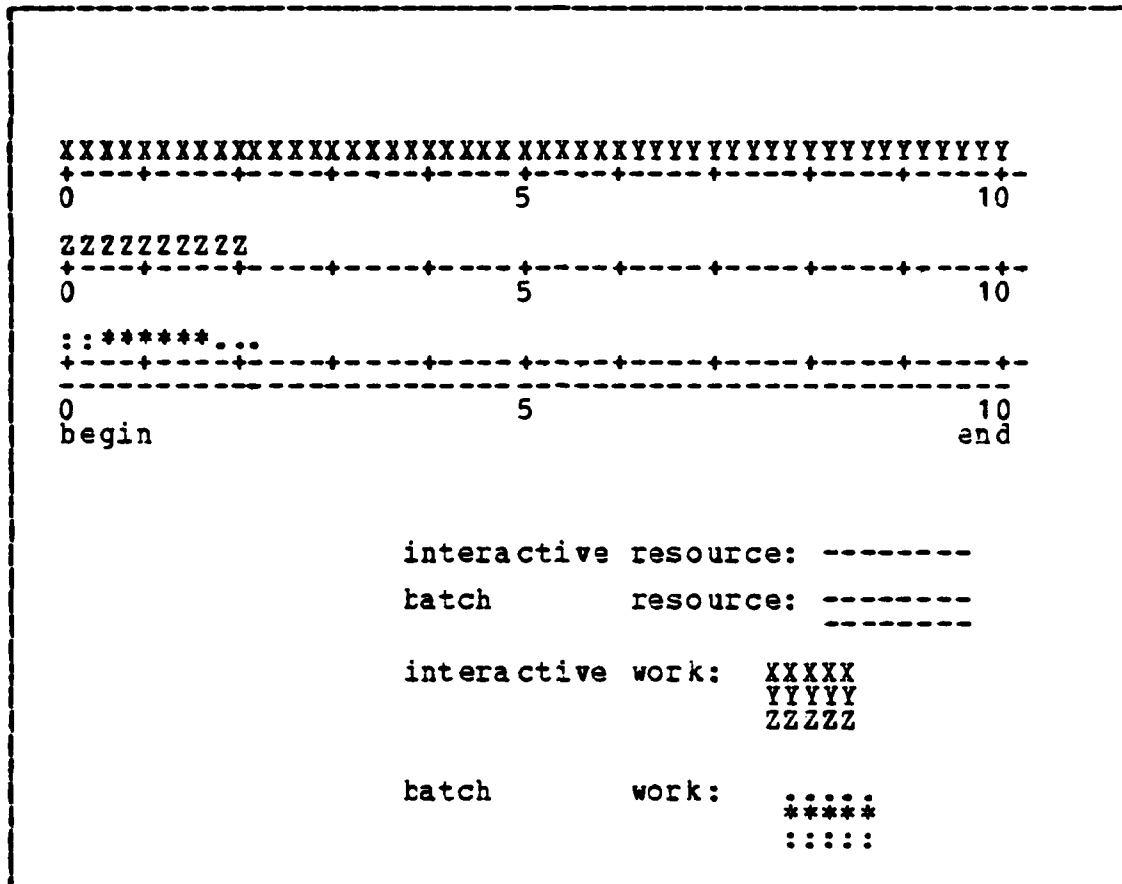 XXXXXXXXXXXXXXXXXXXXXXXXXXXXXXYYYYYYYYYYYYYYYYYYYY
+---+----+----+----+----+----+----+----+----+----+-
0 5 10
ZZZZZZZZZZ
+---+----+----+----+----+----+----+----+----+----+-
0 5 10
::******...
+---+----+----+----+----+----+----+----+----+----+-
--------------------------------------------------
0 5 10
begin end
interactive resource: --------
batch resource: --------
--------
interactive work: XXXXX
YYYYY
ZZZZZ
batch work: .....
*****
:::::